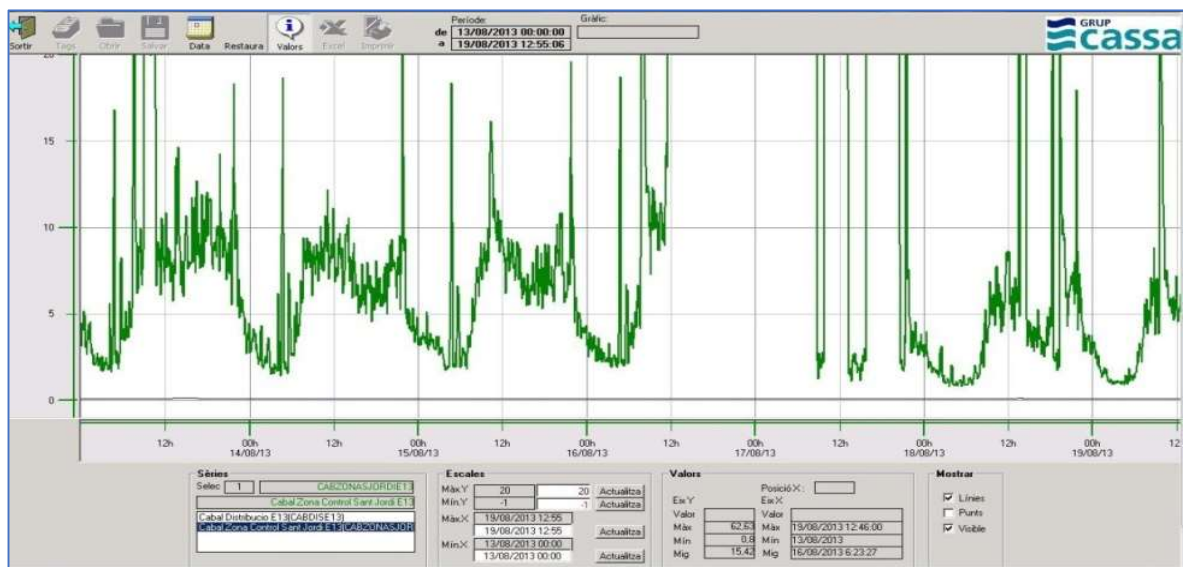 Període:
Gràfic:
de 13/08/2013 00:00:00
a 19/08/2013 12:55:06
Sortir Tags Obrir Salvar Data Restaura Valors Excel Imprimir
GRUP
cassa
20
15
10
5
0
12h 00h 12h 00h 12h 00h 12h 00h 12h 00h 12h 00h 12
14/08/13 15/08/13 16/08/13 17/08/13 18/08/13 19/08/13
Sèries
Selec 1 CABZONASJORDIE13
Cabal Zona Control Sant Jordi E13
Cabal Distribucio E13(CABDISE13)
Cabal Zona Control Sant Jordi E13(CABZONASJOR
Escales
Màx.Y 20 20 Actualitza
Mín.Y -1 -1 Actualitza
Màx.X 19/08/2013 12:55
19/08/2013 12:55 Actualitza
Mín.X 13/08/2013 00:00
13/08/2013 00:00 Actualitza
Valors
Posició X :
Eix Y Eix X
Valor Valor
Màx 62,63 Màx 19/08/2013 12:46:00
Mín 0,8 Mín 13/08/2013
Mig 15,42 Mig 16/08/2013 6:23:27
Mostrar
Línies
Punts
Visible